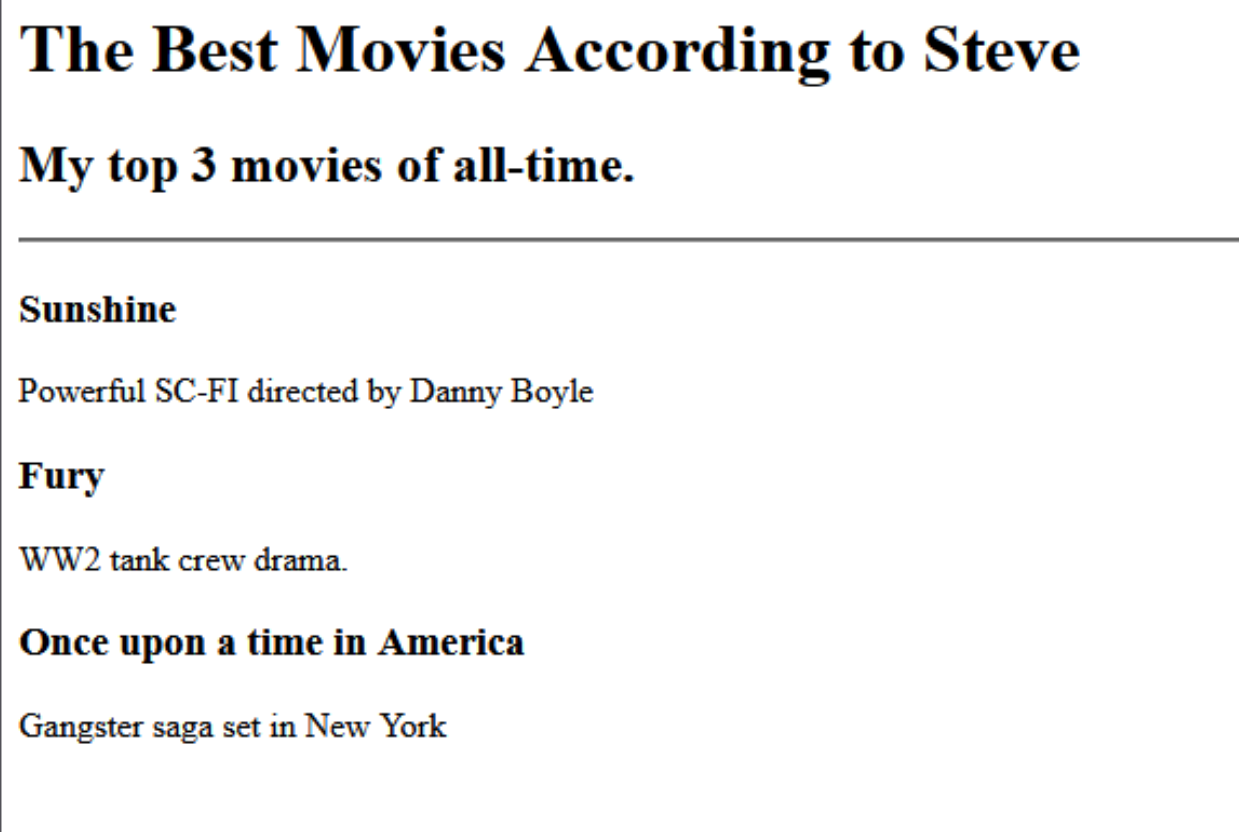 The Best Movies According to Steve
My top 3 movies of all-time.
Sunshine
Powerful SC-FI directed by Danny Boyle
Fury
WW2 tank crew drama.
Once upon a time in America
Gangster saga set in New York